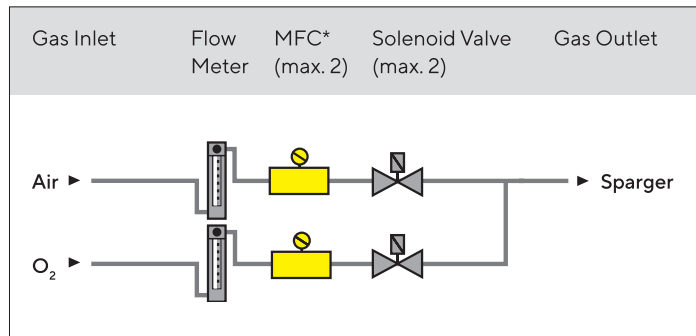 Gas Inlet Flow Meter MFC* (max. 2) Solenoid Valve (max. 2) Gas Outlet
Air ► ► Sparger
O₂ ►